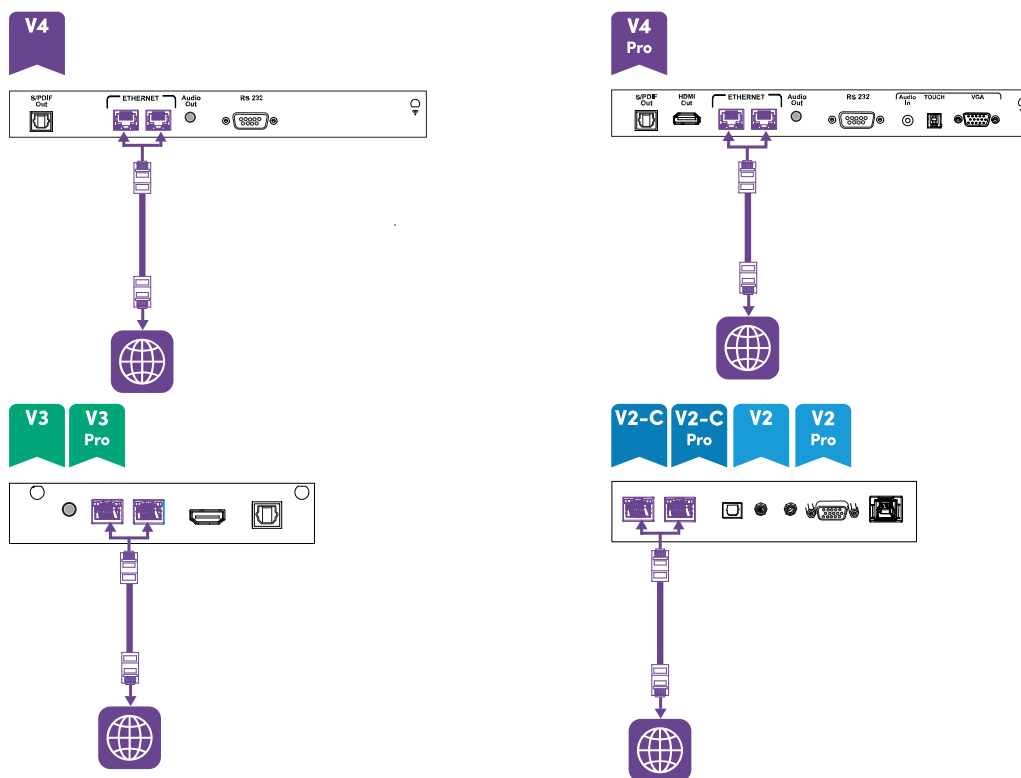 V4
S/PDIF
Out
ETHERNET
Audio
Out
RS 232
V4
Pro
S/PDIF
Out
HDMI
Out
ETHERNET
Audio
Out
RS 232
Audio
In
TOUCH
VGA
V3
V3
Pro
V2-C
V2-C
Pro
V2
V2
Pro